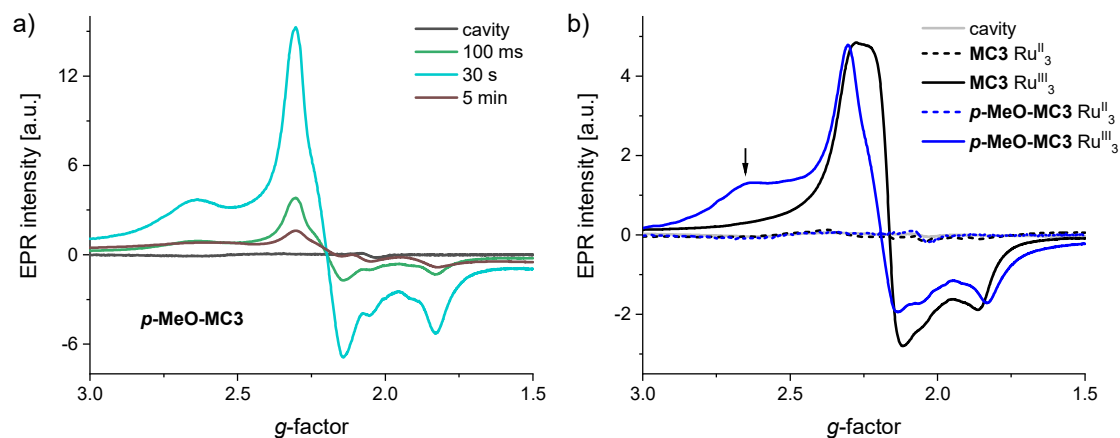 a)
cavity
100 ms
30 s
5 min
12
6
0
-6
EPR intensity [a.u.]
p-MeO-MC3
3.0 2.5 2.0 1.5
g-factor
b)
cavity
MC3 Ruᴵᴵ₃
MC3 Ruᴵᴵᴵ₃
p-MeO-MC3 Ruᴵᴵ₃
p-MeO-MC3 Ruᴵᴵᴵ₃
4
2
0
-2
EPR intensity [a.u.]
3.0 2.5 2.0 1.5
g-factor